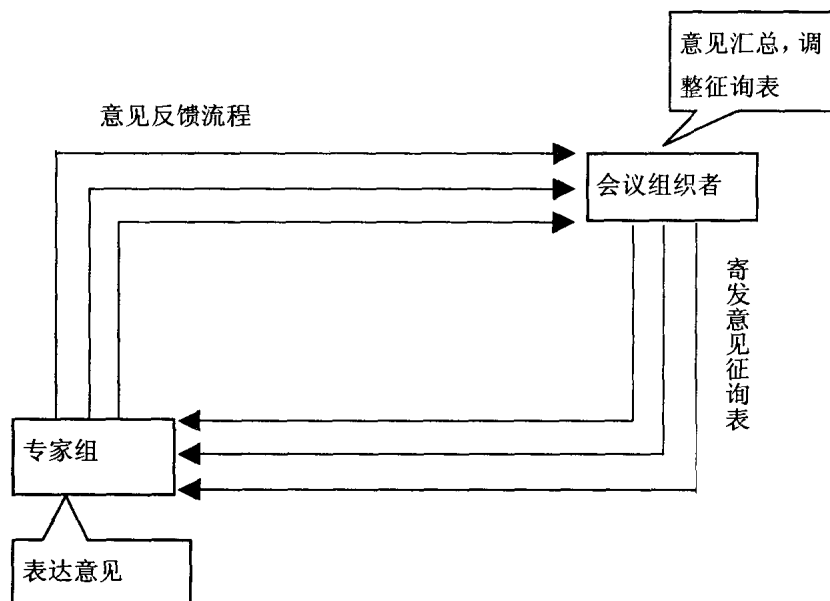 意见汇总，调
整征询表
意见反馈流程
会议组织者
寄发意见征询表
专家组
表达意见